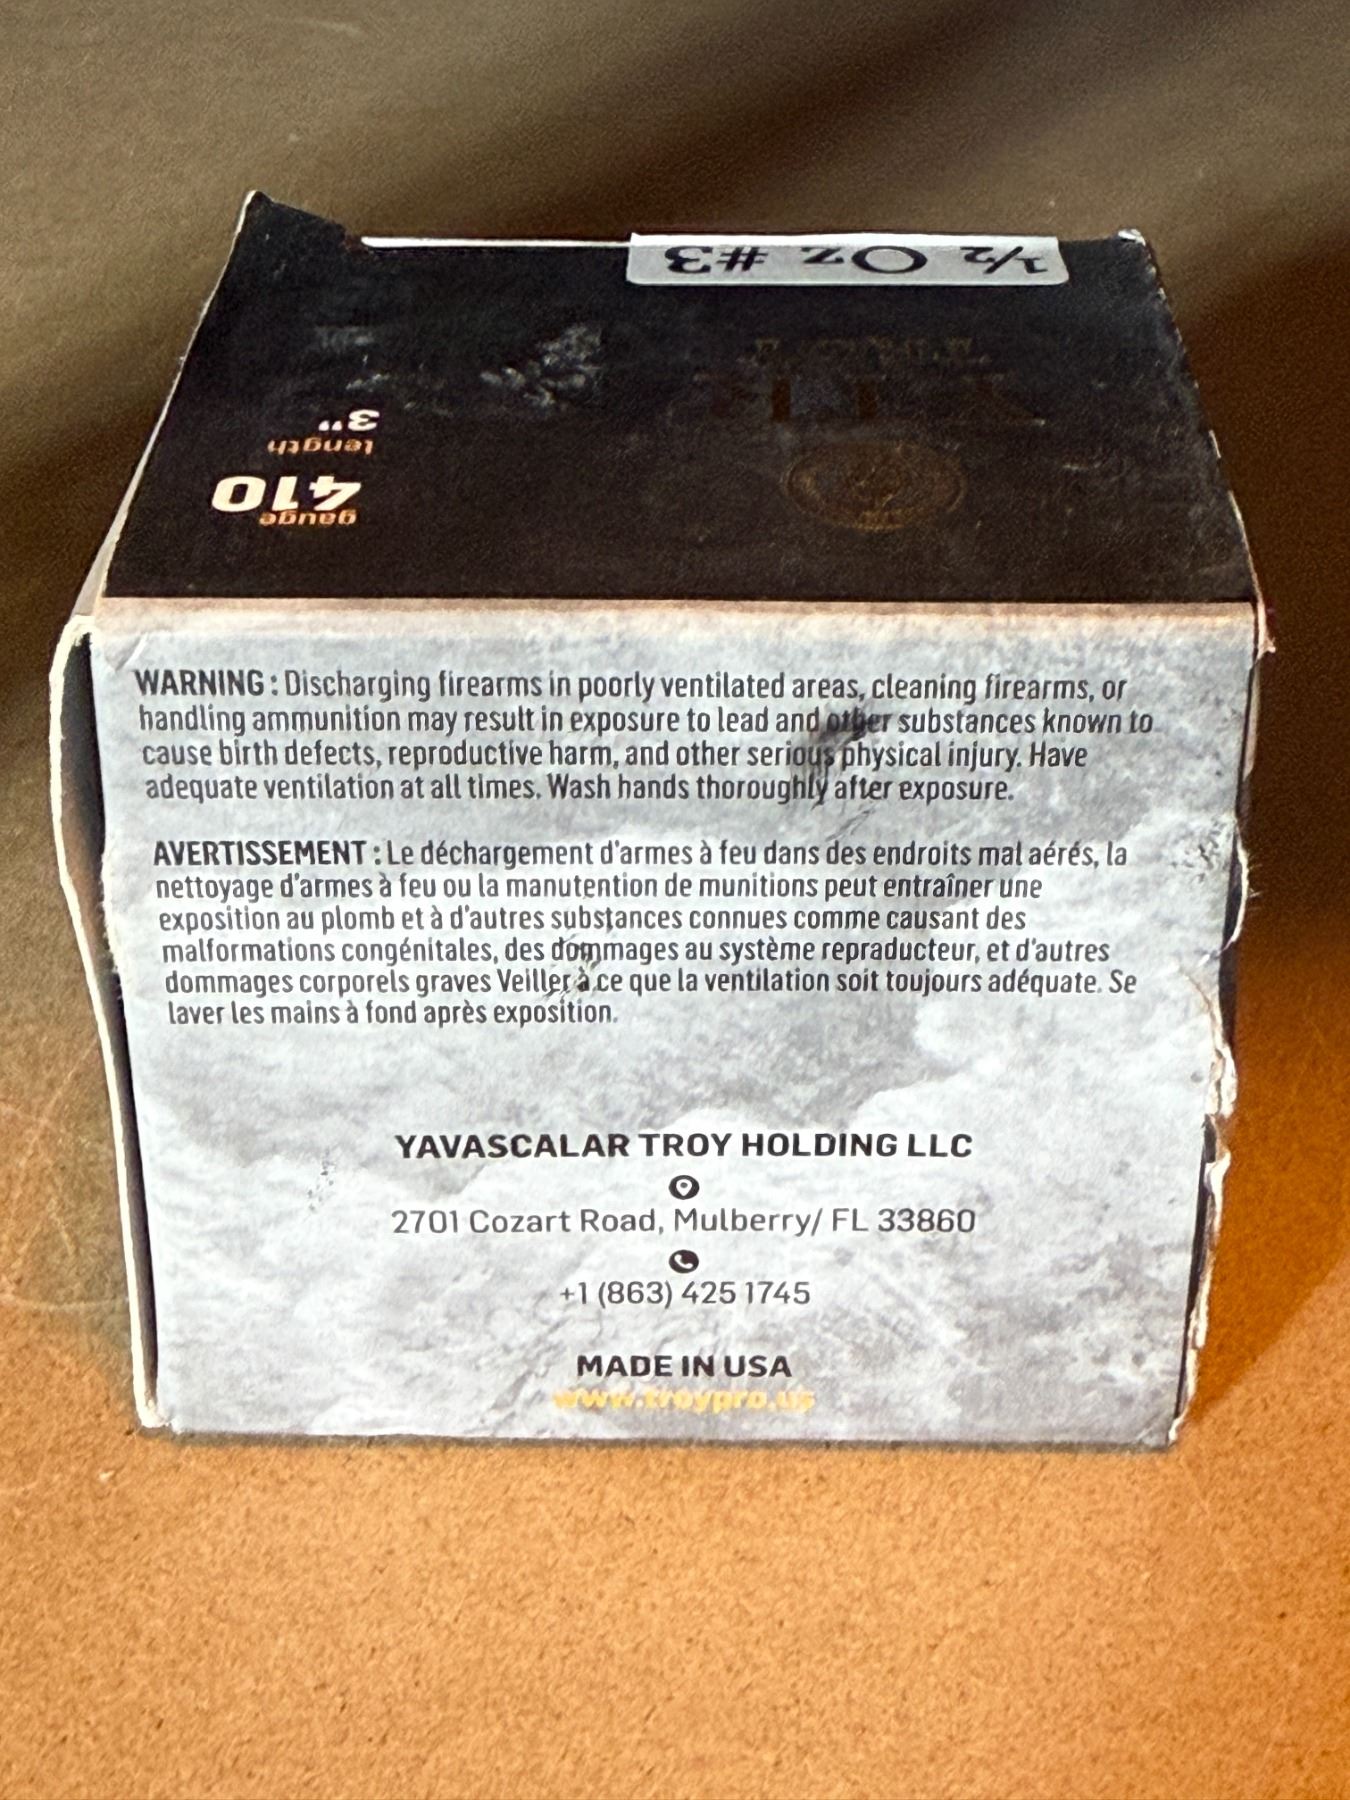 1/2 Oz #3
3"
length
410
gauge
WARNING : Discharging firearms in poorly ventilated areas, cleaning firearms, or
handling ammunition may result in exposure to lead and other substances known to
cause birth defects, reproductive harm, and other serious physical injury. Have
adequate ventilation at all times. Wash hands thoroughly after exposure.
AVERTISSEMENT : Le déchargement d'armes à feu dans des endroits mal aérés, la
nettoyage d'armes à feu ou la manutention de munitions peut entraîner une
exposition au plomb et à d'autres substances connues comme causant des
malformations congénitales, des dommages au système repraducteur, et d'autres
dommages corporels graves Veiller à ce que la ventilation soit toujours adéquate. Se
laver les mains à fond après exposition.
YAVASCALAR TROY HOLDING LLC
2701 Cozart Road, Mulberry/ FL 33860
+1 (863) 425 1745
MADE IN USA
www.troypro.us